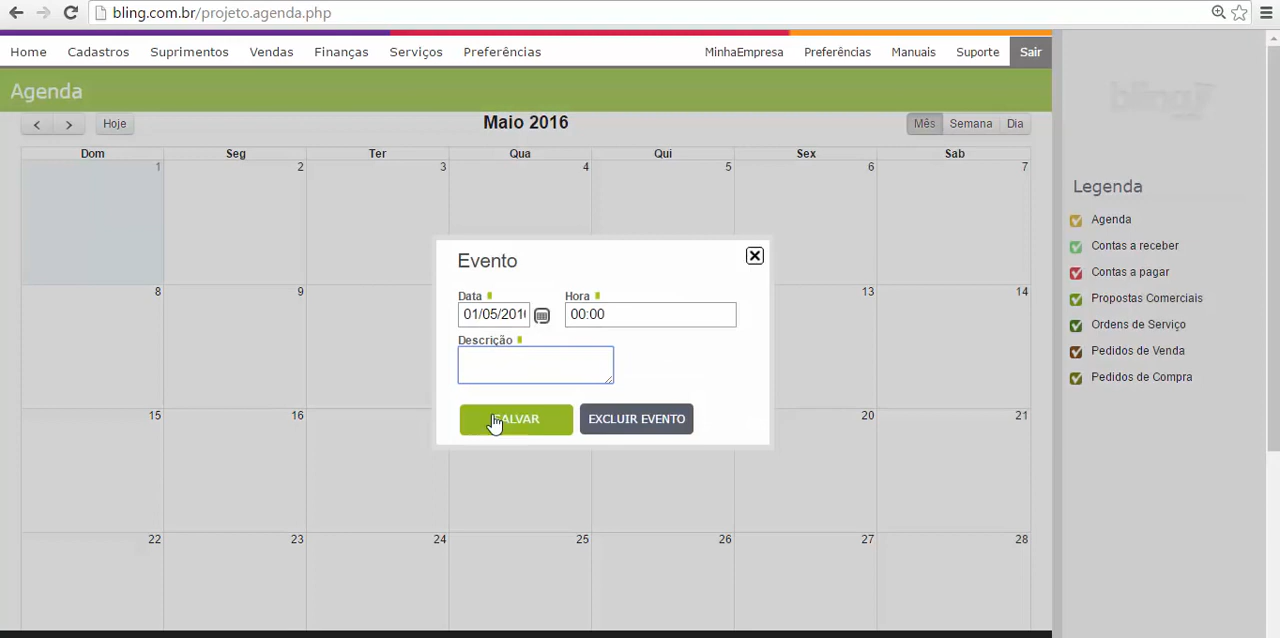 bling.com.br/projeto.agenda.php
Home Cadastros Suprimentos Vendas Finanças Serviços Preferências MinhaEmpresa Preferências Manuais Suporte Sair
Agenda
bling
Hoje Maio 2016 Mês Semana Dia
Dom Seg Ter Qua Qui Sex Sab
1 2 3 4 5 6 7
8 9 13 14
15 16 20 21
22 23 24 25 26 27 28
Evento
Data Hora
00:00
Descrição
SALVAR EXCLUIR EVENTO
Legenda
Agenda
Contas a receber
Contas a pagar
Propostas Comerciais
Ordens de Serviço
Pedidos de Venda
Pedidos de Compra